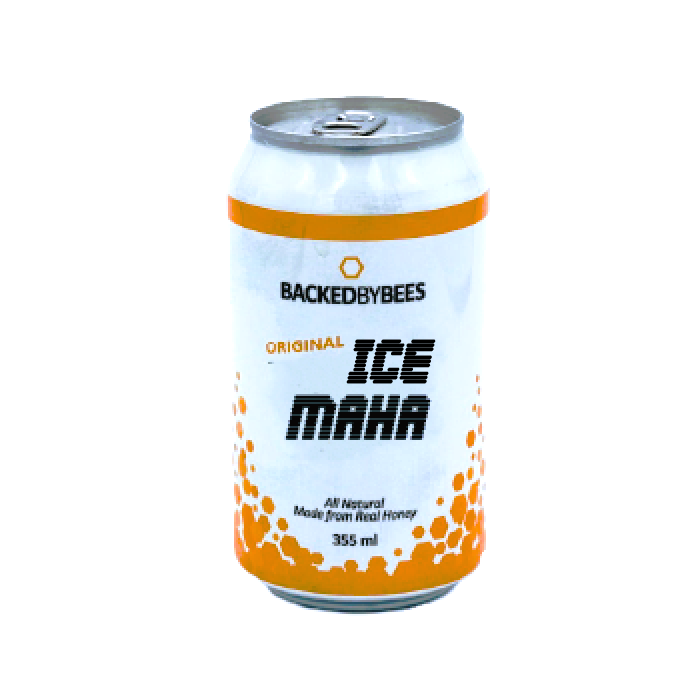 BACKEDBYBEES
ORIGINAL ICE
MAHA
All Natural
Made from Real Honey
355 ml